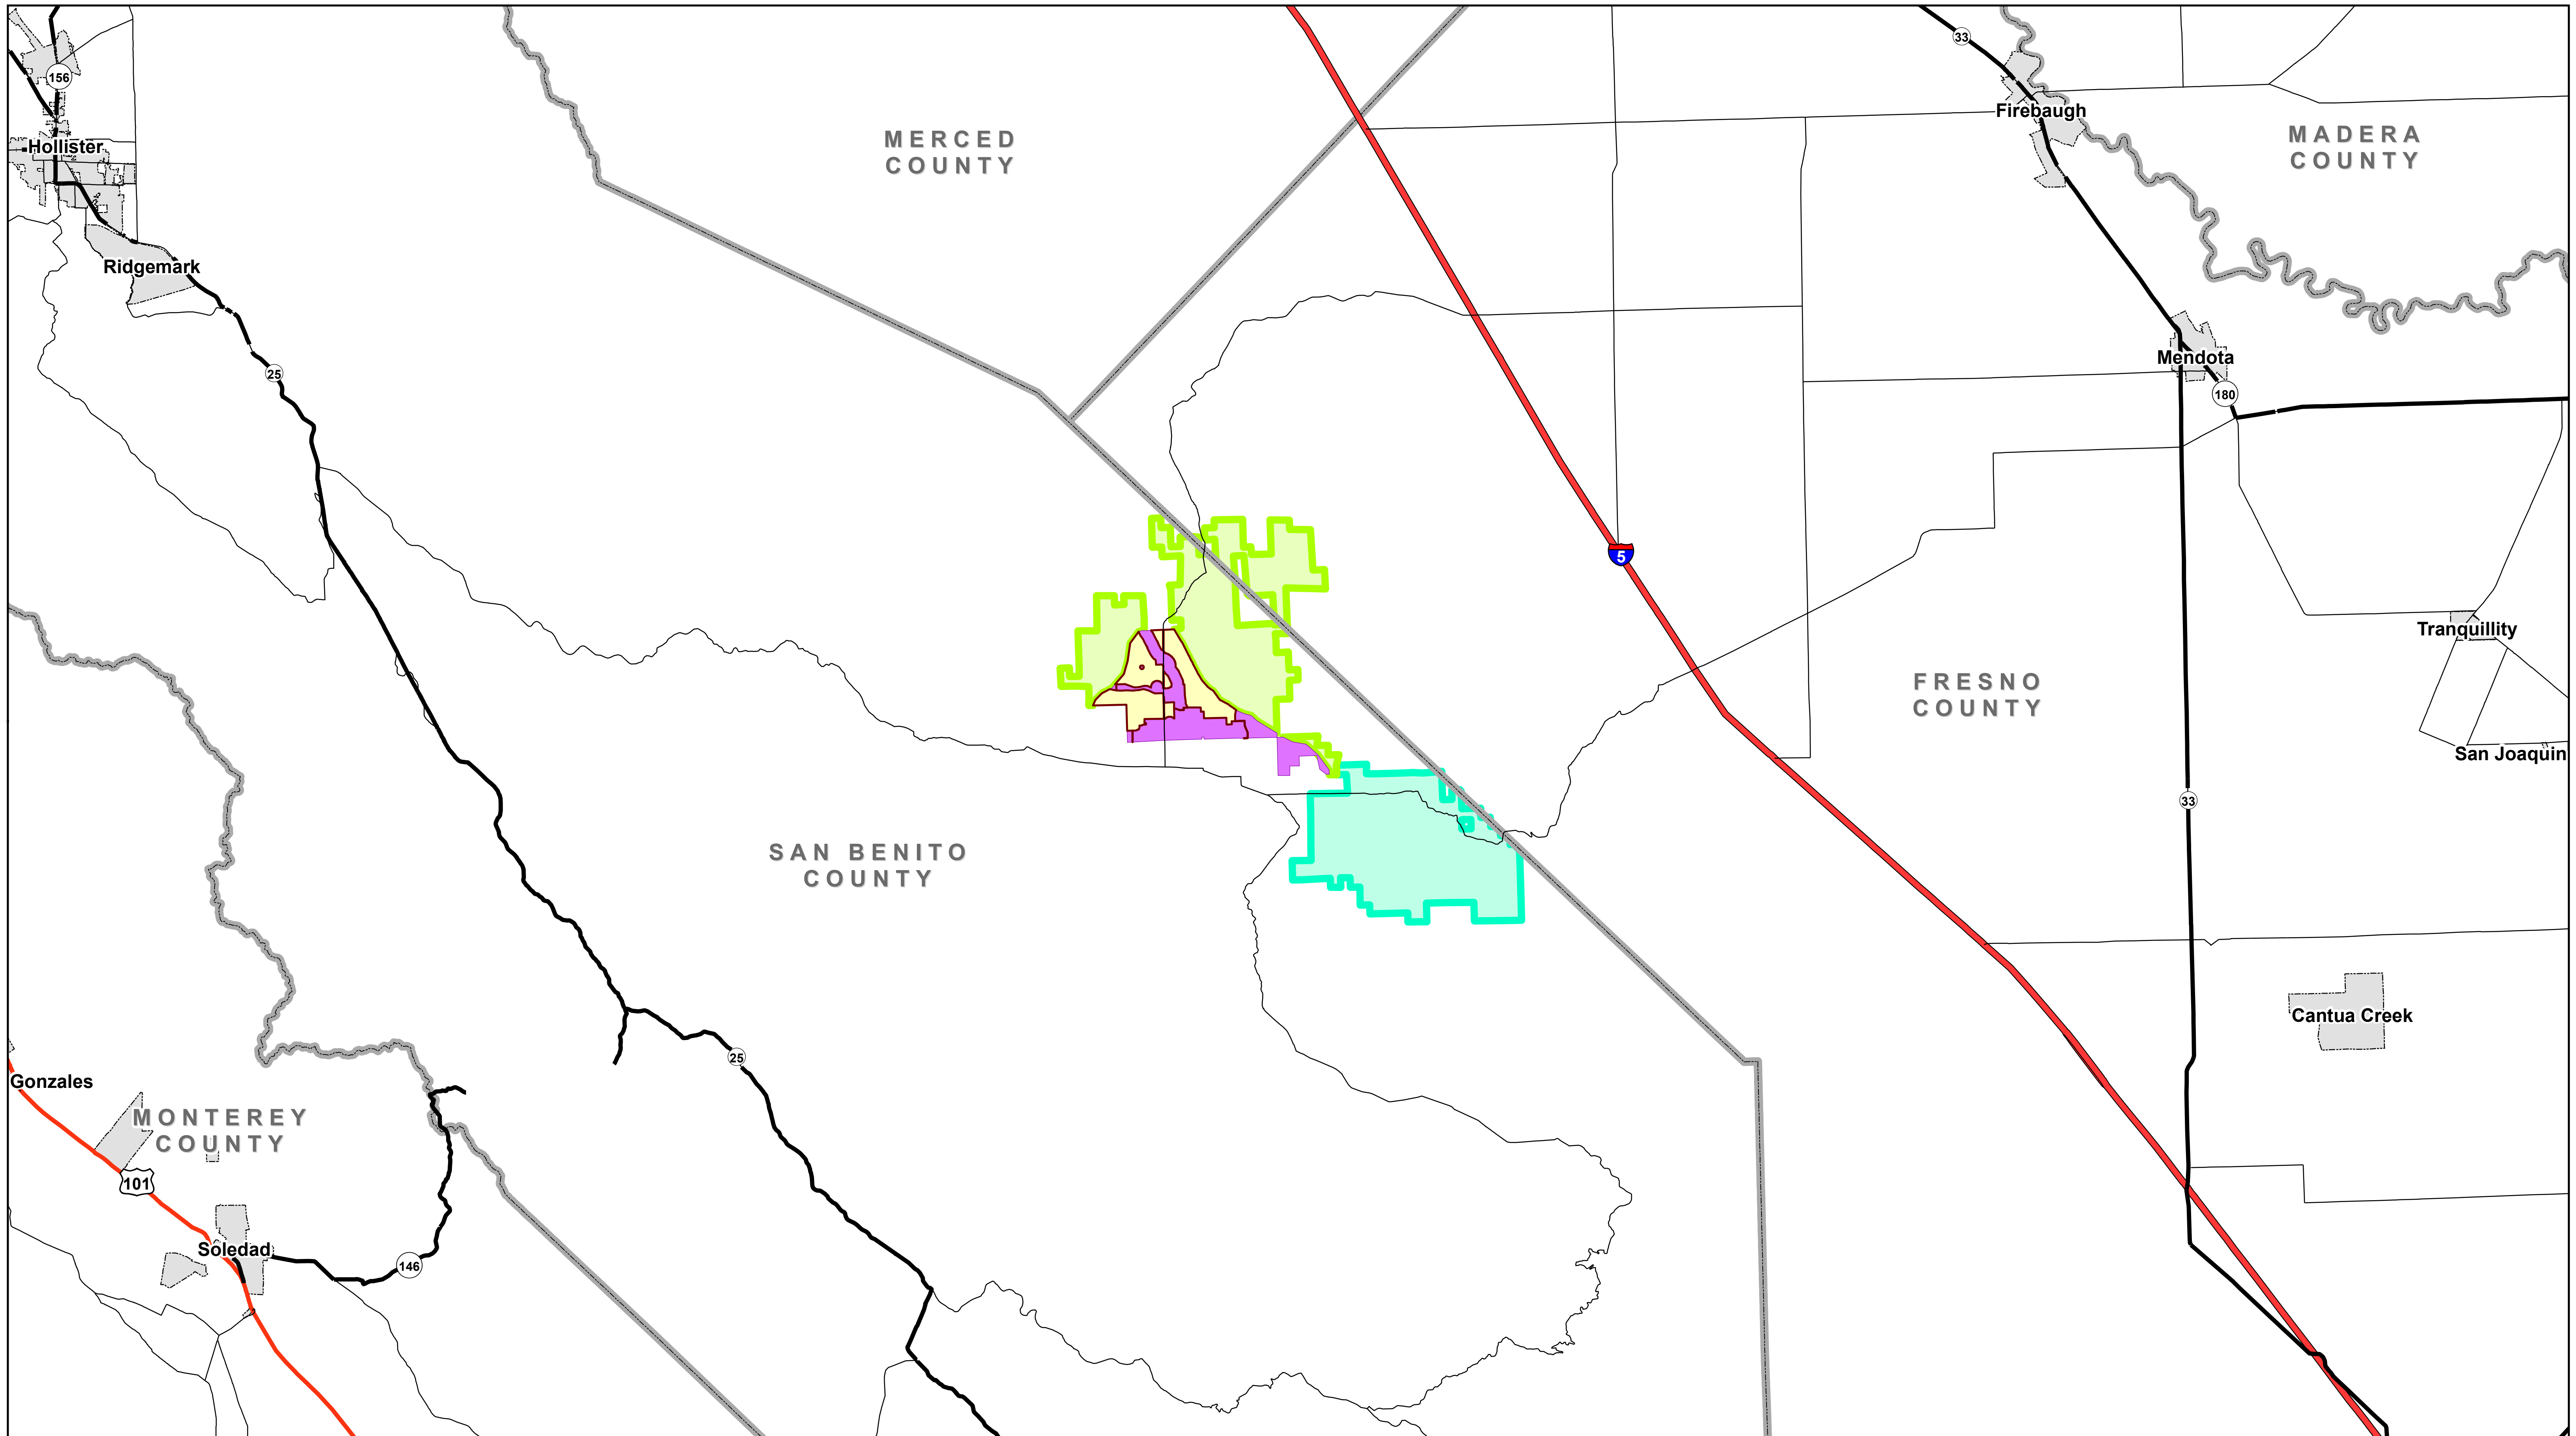 33
156
Firebaugh
MERCED
COUNTY
MADERA
COUNTY
Hollister
Ridgemark
25
Mendota
180
5
Tranquillity
FRESNO
COUNTY
San Joaquin
33
SAN BENITO
COUNTY
Cantua Creek
25
Gonzales
MONTEREY
COUNTY
101
Soledad
146